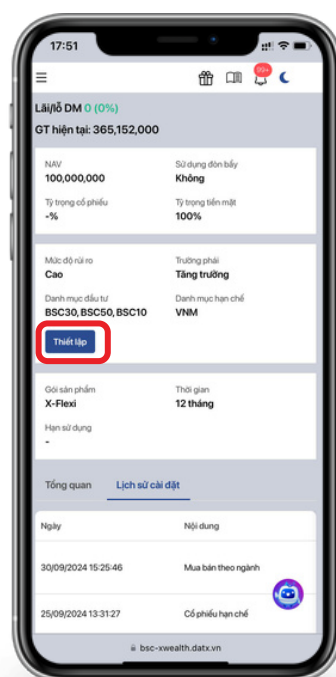 17:51
99+
Lãi/lỗ DM 0 (0%)
GT hiện tại: 365,152,000
NAV Sử dụng đòn bẩy
100,000,000 Không
Tỷ trọng cổ phiếu Tỷ trọng tiền mặt
-% 100%
Mức độ rủi ro Trường phái
Cao Tăng trưởng
Danh mục đầu tư Danh mục hạn chế
BSC30, BSC50, BSC10 VNM
Thiết lập
Gói sản phẩm Thời gian
X-Flexi 12 tháng
Hạn sử dụng
-
Tổng quan Lịch sử cài đặt
Ngày Nội dung
30/09/2024 15:25:46 Mua bán theo ngành
25/09/2024 13:31:27 Cổ phiếu hạn chế
bsc-xwealth.datx.vn